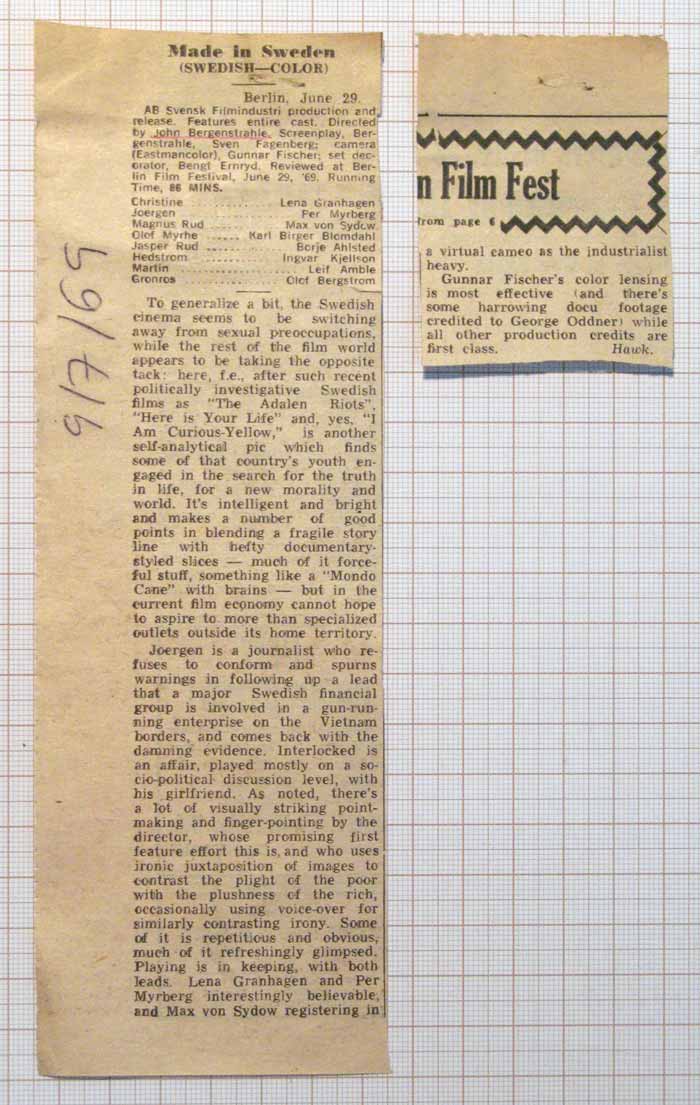 Made in Sweden
(SWEDISH—COLOR)
Berlin, June 29.
AB Svensk Filmindustri production and
release. Features entire cast. Directed
by John Bergenstrahle. Screenplay, Ber-
genstrahle, Sven Fagenberg; camera
(Eastmancolor), Gunnar Fischer; set dec-
orator, Bengt Ernryd. Reviewed at Ber-
lin Film Festival, June 29, '69. Running
Time, 86 MINS.
Christine ............ Lena Granhagen
Joergen ............ Per Myrberg
Magnus Rud ........ Max von Sydow
Olof Myrhe ...... Karl Birger Blomdahl
Jasper Rud .......... Borje Ahlsted
Hedstrom ............ Ingvar Kjellson
Martin ................ Leif Amble
Gronros ............ Olof Bergstrom
To generalize a bit, the Swedish
cinema seems to be switching
away from sexual preoccupations,
while the rest of the film world
appears to be taking the opposite
tack: here, f.e., after such recent
politically investigative Swedish
films as "The Adalen Riots",
"Here is Your Life" and, yes, "I
Am Curious-Yellow," is another
self-analytical pic which finds
some of that country's youth en-
gaged in the search for the truth
in life, for a new morality and
world. It's intelligent and bright
and makes a number of good
points in blending a fragile story
line with hefty documentary-
styled slices — much of it force-
ful stuff, something like a "Mondo
Cane" with brains — but in the
current film economy cannot hope
to aspire to more than specialized
outlets outside its home territory.
Joergen is a journalist who re-
fuses to conform and spurns
warnings in following up a lead
that a major Swedish financial
group is involved in a gun-run-
ning enterprise on the Vietnam
borders, and comes back with the
damning evidence. Interlocked is
an affair, played mostly on a so-
cio-political discussion level, with
his girlfriend. As noted, there's
a lot of visually striking point-
making and finger-pointing by the
director, whose promising first
feature effort this is, and who uses
ironic juxtaposition of images to
contrast the plight of the poor
with the plushness of the rich,
occasionally using voice-over for
similarly contrasting irony. Some
of it is repetitious and obvious,
much of it refreshingly glimpsed.
Playing is in keeping, with both
leads. Lena Granhagen and Per
Myrberg interestingly believable,
and Max von Sydow registering in
n Film Fest
from page 6
a virtual cameo as the industrialist
heavy.
Gunnar Fischer's color lensing
is most effective (and there's
some harrowing docu footage
credited to George Oddner) while
all other production credits are
first class. Hawk.